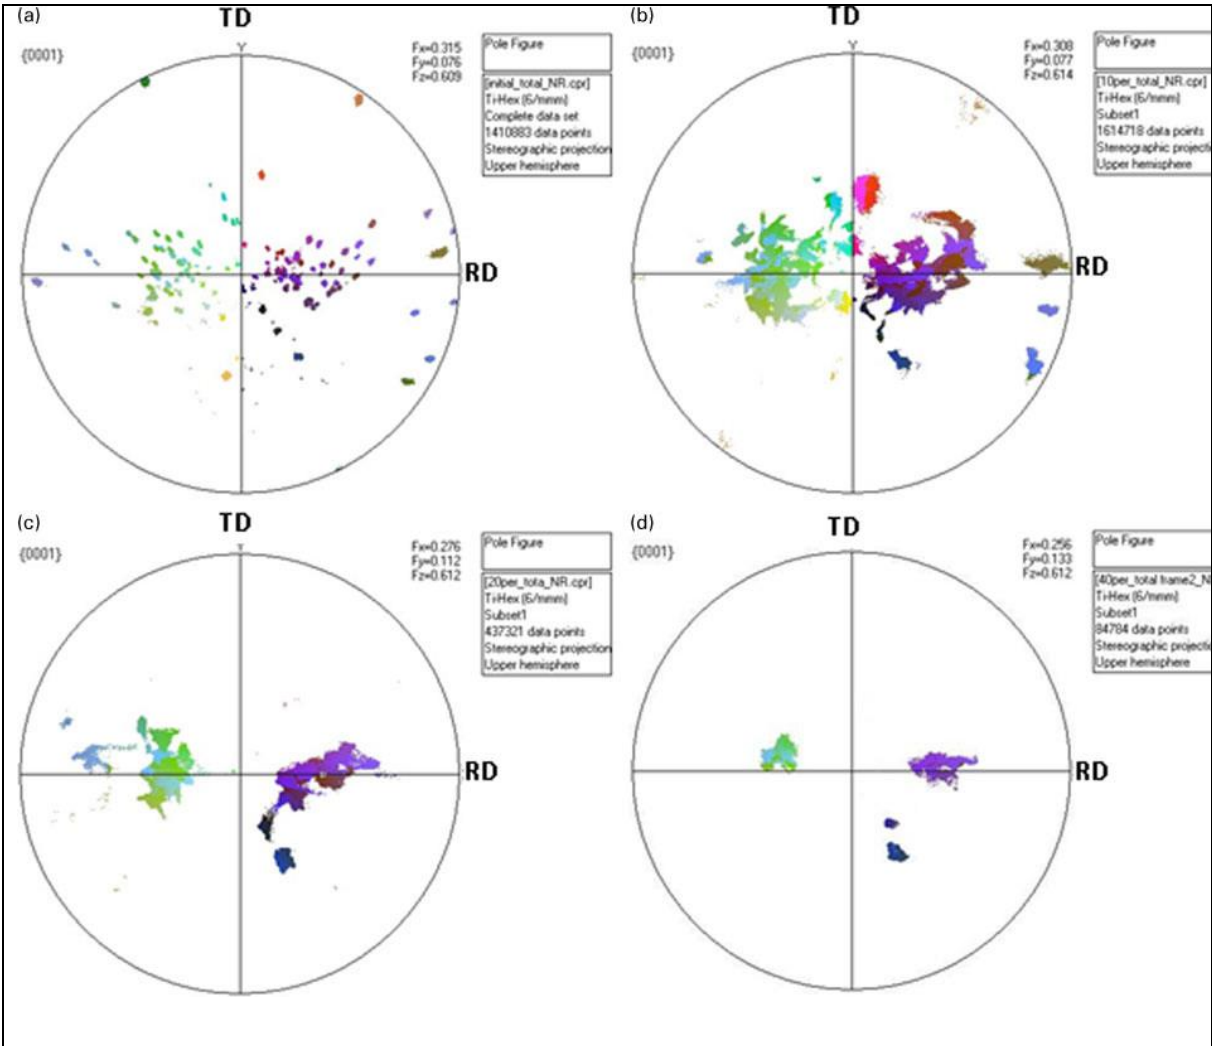 (a)
TD
Y
{0001}
Fx=0.315
Fy=0.076
Fz=0.609
Pole Figure
[initial_total_NR.cpr]
Ti-Hex (6/mmm)
Complete data set
1410883 data points
Stereographic projection
Upper hemisphere
RD
(b)
TD
Y
{0001}
Fx=0.308
Fy=0.077
Fz=0.614
Pole Figure
[10per_total_NR.cpr]
Ti-Hex (6/mmm)
Subset1
1614718 data points
Stereographic projecti
Upper hemisphere
RD
(c)
TD
Y
{0001}
Fx=0.276
Fy=0.112
Fz=0.612
Pole Figure
[20per_tota_NR.cpr]
Ti-Hex (6/mmm)
Subset1
437321 data points
Stereographic projection
Upper hemisphere
RD
(d)
TD
Y
{0001}
Fx=0.256
Fy=0.133
Fz=0.612
Pole Figure
[40per_total frame2_N
Ti-Hex (6/mmm)
Subset1
84784 data points
Stereographic projecti
Upper hemisphere
RD